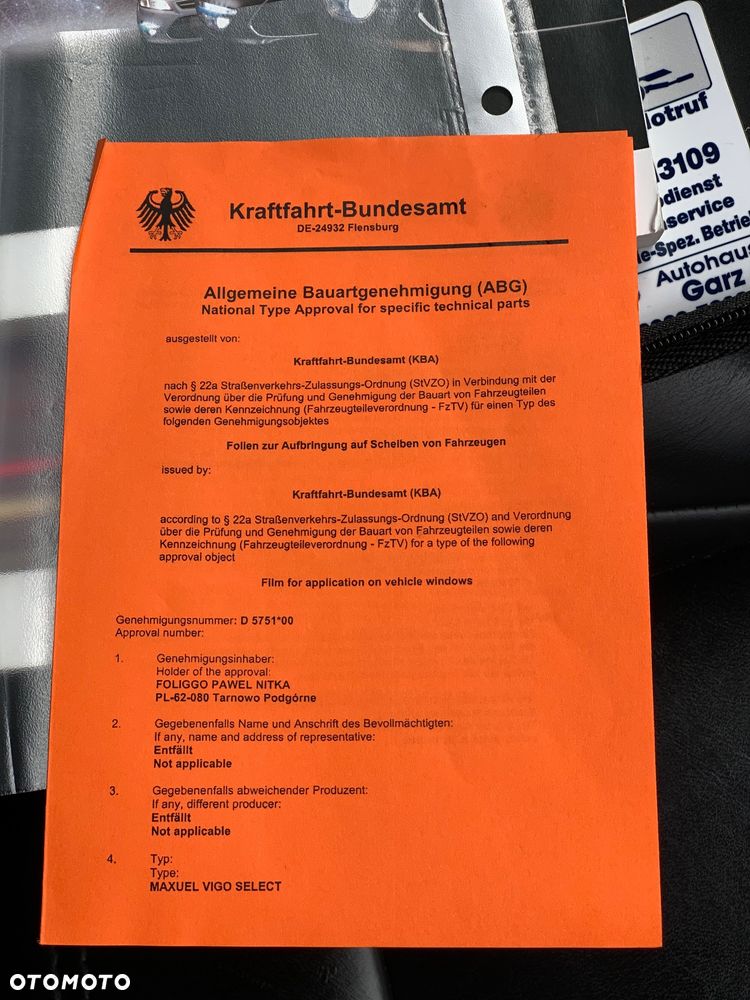 otruf
3109
dienst
service
e-Spez. Betrie
Autohaus
Garz
Kraftfahrt-Bundesamt
DE-24932 Flensburg
Allgemeine Bauartgenehmigung (ABG)
National Type Approval for specific technical parts
ausgestellt von:
Kraftfahrt-Bundesamt (KBA)
nach § 22a Straßenverkehrs-Zulassungs-Ordnung (StVZO) in Verbindung mit der
Verordnung über die Prüfung und Genehmigung der Bauart von Fahrzeugteilen
sowie deren Kennzeichnung (Fahrzeugteileverordnung - FzTV) für einen Typ des
folgenden Genehmigungsobjektes
Folien zur Aufbringung auf Scheiben von Fahrzeugen
issued by:
Kraftfahrt-Bundesamt (KBA)
according to § 22a Straßenverkehrs-Zulassungs-Ordnung (StVZO) and Verordnung
über die Prüfung und Genehmigung der Bauart von Fahrzeugteilen sowie deren
Kennzeichnung (Fahrzeugteileverordnung - FzTV) for a type of the following
approval object
Film for application on vehicle windows
Genehmigungsnummer: D 5751*00
Approval number:
1. Genehmigungsinhaber:
Holder of the approval:
FOLIGGO PAWEL NITKA
PL-62-080 Tarnowo Podgórne
2. Gegebenenfalls Name und Anschrift des Bevollmächtigten:
If any, name and address of representative:
Entfällt
Not applicable
3. Gegebenenfalls abweichender Produzent:
If any, different producer:
Entfällt
Not applicable
4. Typ:
Type:
MAXUEL VIGO SELECT
OTOMOTO